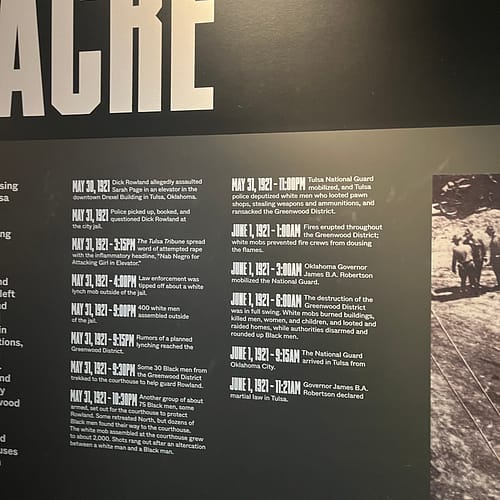 ACRE
sing
sa
ng
nd
left
nd
in
tions,
nd
y
wood
d
uses
MAY 30, 1921 Dick Rowland allegedly assaulted
Sarah Page in an elevator in the
downtown Drexel Building in Tulsa, Oklahoma.
MAY 31, 1921 Police picked up, booked, and
questioned Dick Rowland at
the city jail.
MAY 31, 1921 - 3:15PM The Tulsa Tribune spread
word of attempted rape
with the inflammatory headline, "Nab Negro for
Attacking Girl in Elevator."
MAY 31, 1921 - 4:00PM Law enforcement was
tipped off about a white
lynch mob outside of the jail.
MAY 31, 1921 - 9:00PM 400 white men
assembled outside
of the jail.
MAY 31, 1921 - 9:15PM Rumors of a planned
lynching reached the
Greenwood District.
MAY 31, 1921 - 9:30PM Some 30 Black men from
the Greenwood District
trekked to the courthouse to help guard Rowland.
MAY 31, 1921 - 10:30PM Another group of about
75 Black men, some
armed, set out for the courthouse to protect
Rowland. Some retreated North, but dozens of
Black men found their way to the courthouse,
The white mob assembled at the courthouse grew
to about 2,000. Shots rang out after an altercation
between a white man and a Black man.
MAY 31, 1921 - 11:00PM Tulsa National Guard
mobilized, and Tulsa
police deputized white men who looted pawn
shops, stealing weapons and ammunitions, and
ransacked the Greenwood District.
JUNE 1, 1921 - 1:00AM Fires erupted throughout
the Greenwood District;
white mobs prevented fire crews from dousing
the flames.
JUNE 1, 1921 - 3:00AM Oklahoma Governor
James B.A. Robertson
mobilized the National Guard.
JUNE 1, 1921 - 6:00AM The destruction of the
Greenwood District
was in full swing. White mobs burned buildings,
killed men, women, and children, and looted and
raided homes, while authorities disarmed and
rounded up Black men.
JUNE 1, 1921 - 9:15AM The National Guard
arrived in Tulsa from
Oklahoma City.
JUNE 1, 1921 - 11:21AM Governor James B.A.
Robertson declared
martial law in Tulsa.